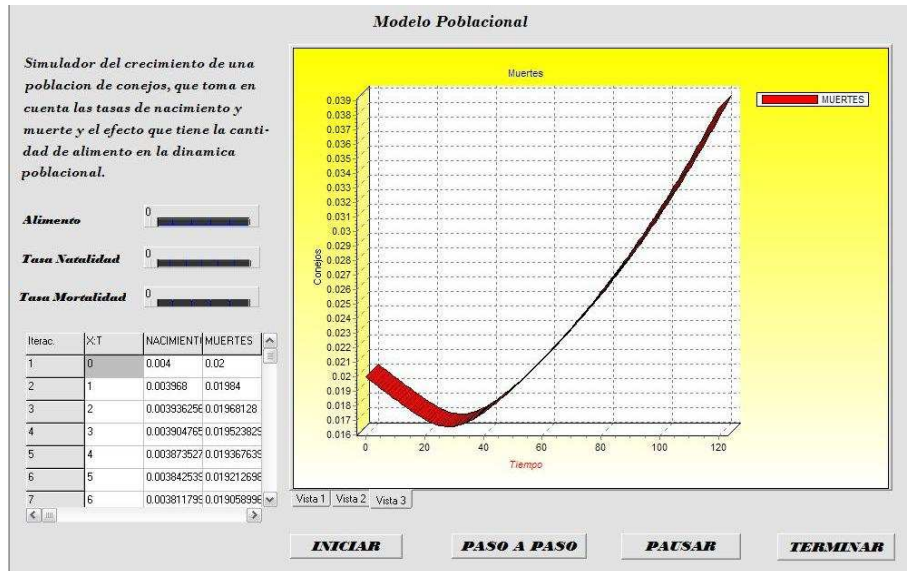 Modelo Poblacional
Simulador del crecimiento de una
poblacion de conejos, que toma en
cuenta las tasas de nacimiento y
muerte y el efecto que tiene la canti-
dad de alimento en la dinamica
poblacional.
Alimento
0
Tasa Natalidad
0
Tasa Mortalidad
0
Iterac. X:T NACIMIENTO MUERTES
1 0 0.004 0.02
2 1 0.003968 0.01984
3 2 0.003936256 0.01968128
4 3 0.003904765 0.019523829
5 4 0.003873527 0.019367639
6 5 0.003842539 0.019212698
7 6 0.003811799 0.019058996
Muertes
MUERTES
0.039
0.038
0.037
0.036
0.035
0.034
0.033
0.032
0.031
0.03
0.029
0.028
0.027
0.026
0.025
0.024
0.023
0.022
0.021
0.02
0.019
0.018
0.017
0.016
Conejos
0 20 40 60 80 100 120
Tiempo
Vista 1 Vista 2 Vista 3
INICIAR PASO A PASO PAUSAR TERMINAR